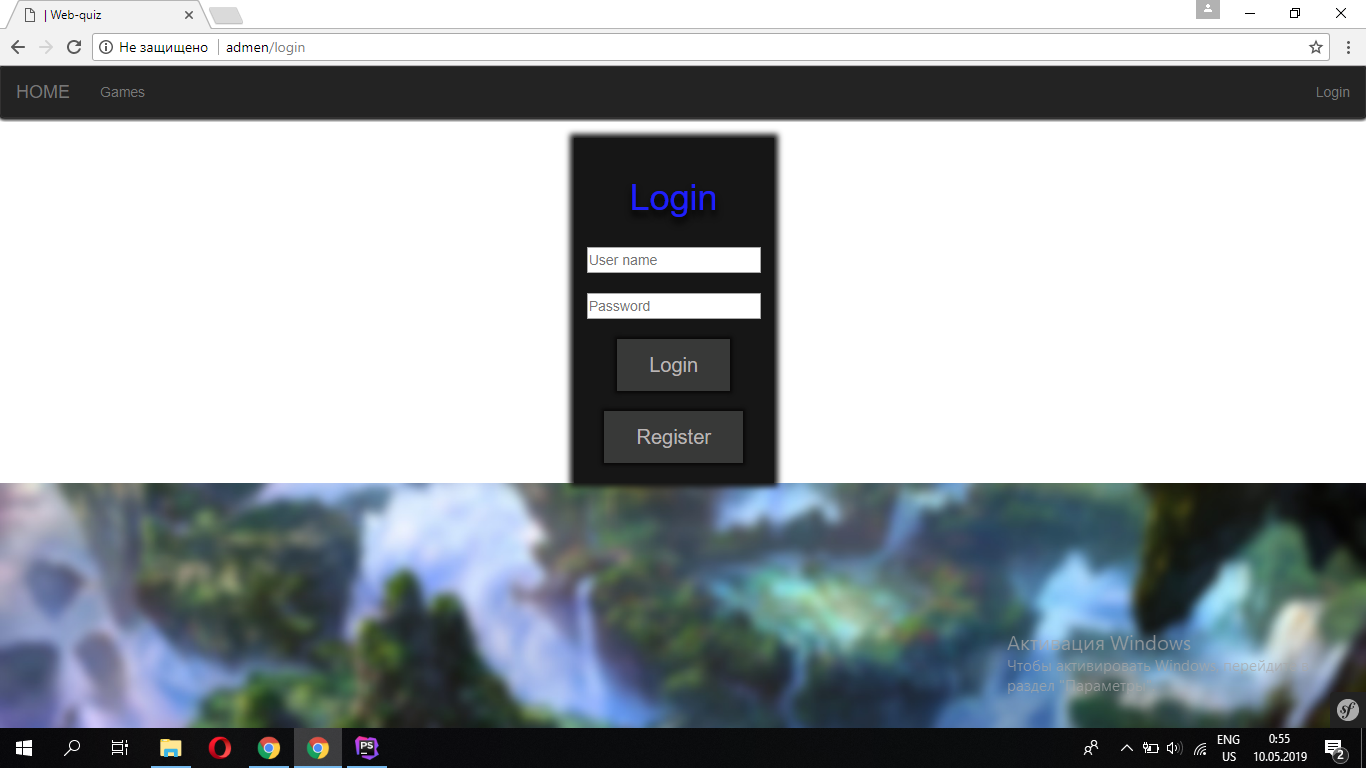 | Web-quiz
Не защищено admen/login
HOME Games Login
Login
User name
Password
Login
Register
Активация Windows
Чтобы активировать Windows, перейдите в
раздел "Параметры".
sf
PS
ENG
US
0:55
10.05.2019
2